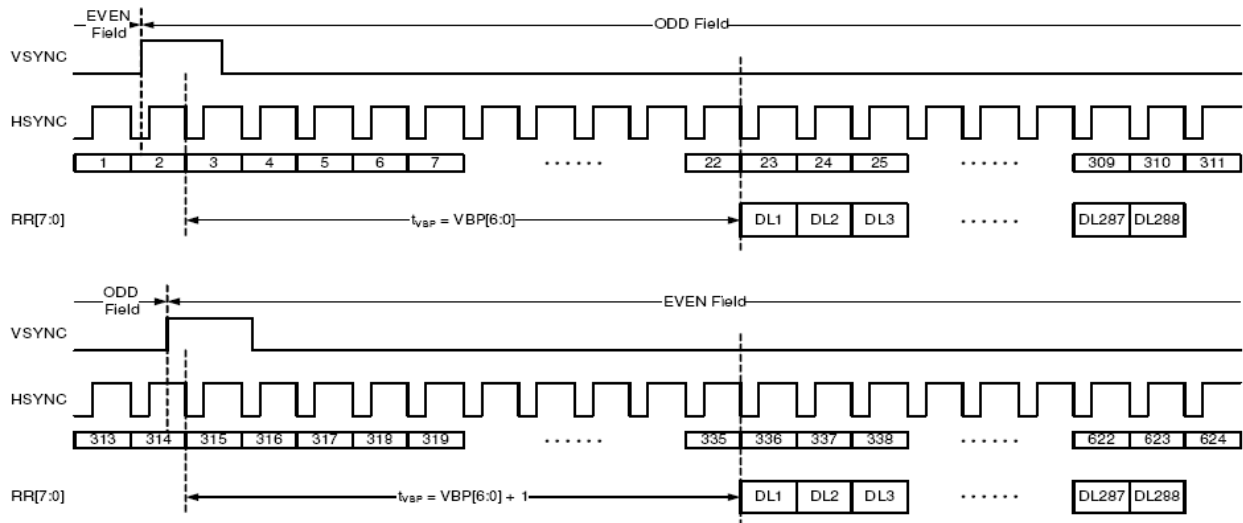 EVEN Field ODD Field
VSYNC
HSYNC
1 2 3 4 5 6 7 ······ 22 23 24 25 ······ 309 310 311
RR[7:0] tVBP = VBP[6:0] DL1 DL2 DL3 ······ DL287 DL288
ODD Field EVEN Field
VSYNC
HSYNC
313 314 315 316 317 318 319 ······ 335 336 337 338 ······ 622 623 624
RR[7:0] tVBP = VBP[6:0] + 1 DL1 DL2 DL3 ······ DL287 DL288